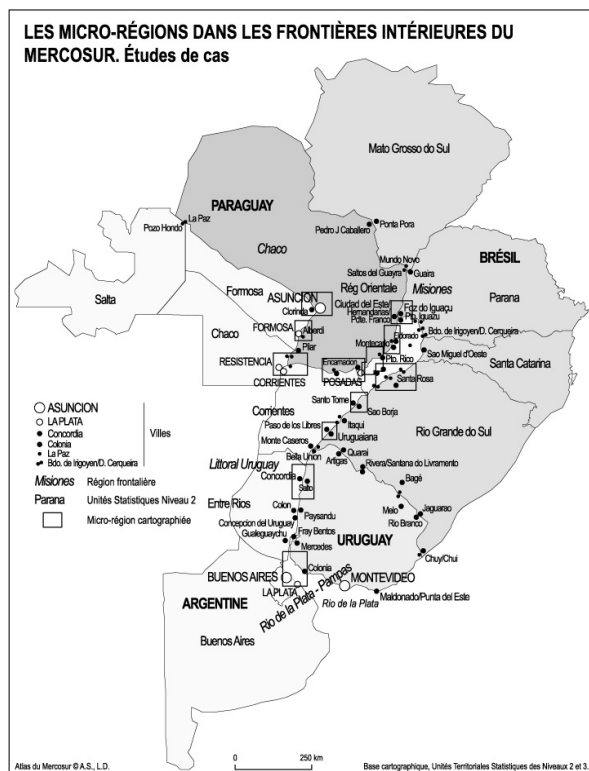 LES MICRO-RÉGIONS DANS LES FRONTIÈRES INTÉRIEURES DU
MERCOSUR. Études de cas
Mato Grosso do Sul
PARAGUAY
La Paz
Pozo Hondo
Pedro J Caballero
Ponta Pora
Chaco
Mundo Novo
BRÉSIL
Saltos del Guayra
Guaira
Rég Orientale
Misiones
Formosa
Salta
ASUNCION
Ciudad del Este/
Hernandarias/
Pdte. Franco
Foz do Iguaçu
Pto. Iguazu
Parana
Clorinda
Chaco
FORMOSA
Alberdi
Eldorado
Bdo. de Irigoyen/D. Cerqueira
Montecarlo
Pilar
Sao Miguel d'Oeste
RESISTENCIA
Encarnacion
Pto. Rico
Santa Catarina
CORRIENTES
POSADAS
Santa Rosa
Santo Tome
Sao Borja
Corrientes
Paso de los Libres
Itaqui
Uruguaiana
Rio Grande do Sul
Monte Caseros
Quarai
Bella Union
Artigas
Rivera/Santana do Livramento
Littoral Uruguay
Concordia
Salto
Bagé
Entre Rios
Colon
Paysandu
Melo
Jaguarao
Rio Branco
Concepcion del Uruguay
Gualeguaychu
Fray Bentos
Mercedes
URUGUAY
Chuy/Chui
BUENOS AIRES
Colonia
MONTEVIDEO
LA PLATA
Rio de la Plata - Pampas
Rio de la Plata
Maldonado/Punta del Este
ARGENTINE
Buenos Aires
ASUNCION
LA PLATA
Concordia
Colonia
La Paz
Bdo. de Irigoyen/D. Cerqueira
Villes
Misiones Région frontalière
Parana Unités Statistiques Niveau 2
Micro-région cartographiée
0 250 km
Atlas du Mercosur © A.S., L.D.
Base cartographique, Unités Territoriales Statistiques des Niveaux 2 et 3.